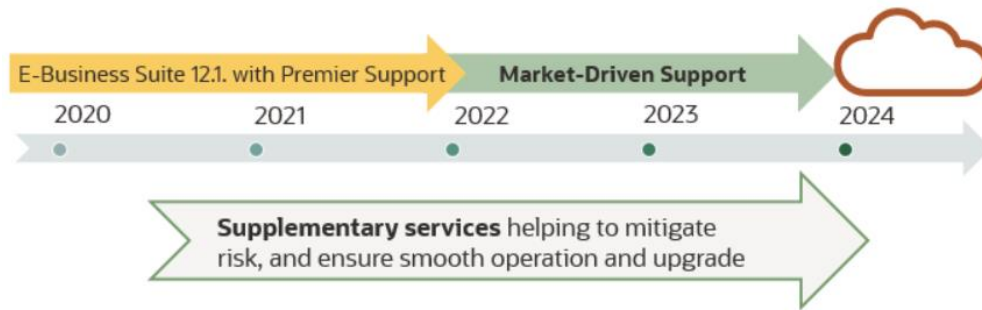 E-Business Suite 12.1. with Premier Support
Market-Driven Support
2020
2021
2022
2023
2024
Supplementary services helping to mitigate
risk, and ensure smooth operation and upgrade